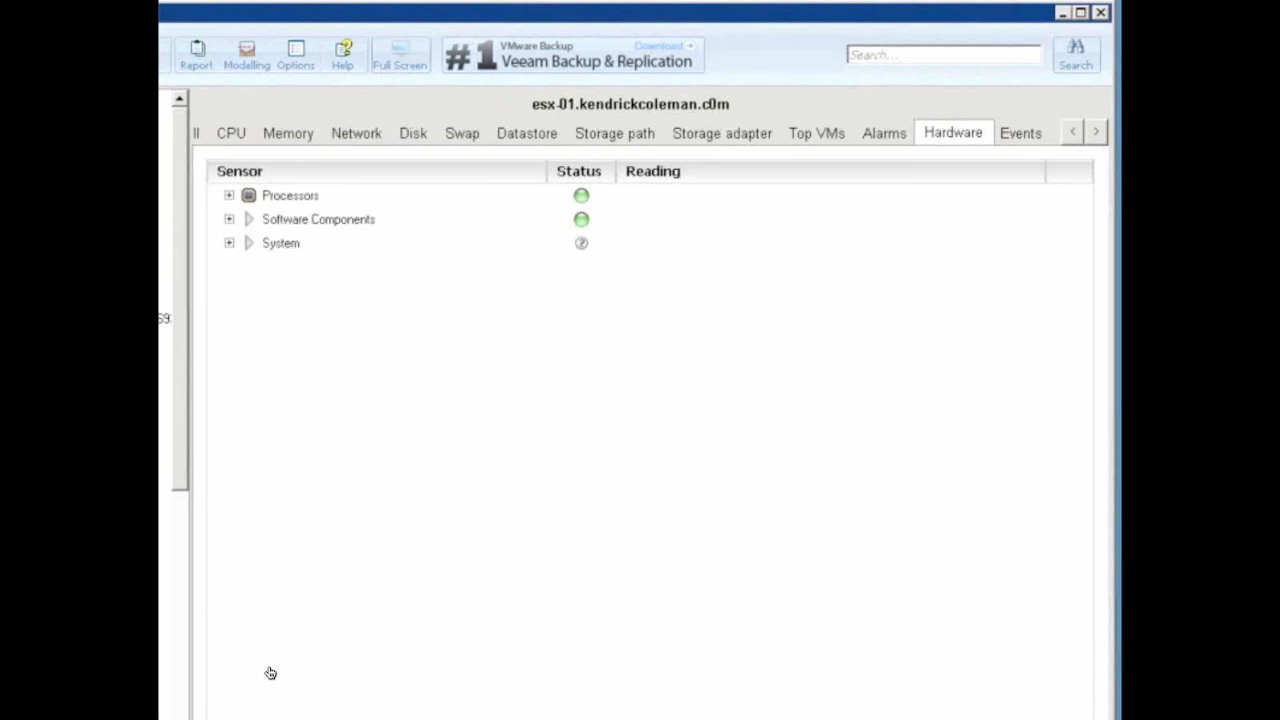 #1 VMware Backup Download
Veeam Backup & Replication
Search...
Report Modelling Options Help Full Screen Search
esx-01.kendrickcoleman.c0m
ll CPU Memory Network Disk Swap Datastore Storage path Storage adapter Top VMs Alarms Hardware Events < >
Sensor Status Reading
Processors
Software Components
System ?